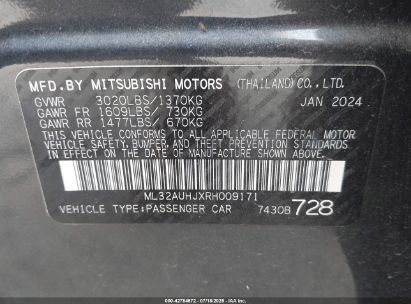 MFD.BY MITSUBISHI MOTORS (THAILAND)CO.,LTD.
GVWR 3020LBS/1370KG JAN 2024
GAWR FR 1609LBS/ 730KG
GAWR RR 1477LBS/ 670KG
THIS VEHICLE CONFORMS TO ALL APPLICABLE FEDERAL MOTOR
VEHICLE SAFETY, BUMPER, AND THEFT PREVENTION STANDARDS
IN EFFECT ON THE DATE OF MANUFACTURE SHOWN ABOVE.
ML32AUHJXRH009171
VEHICLE TYPE:PASSENGER CAR 7430B 728